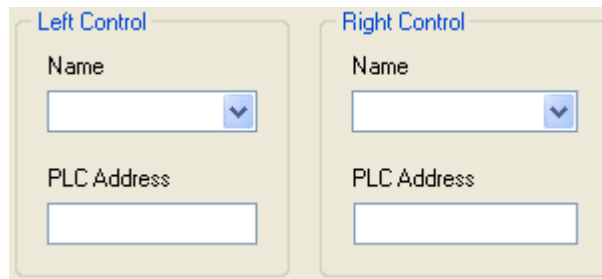 Left Control
Name
PLC Address
Right Control
Name
PLC Address